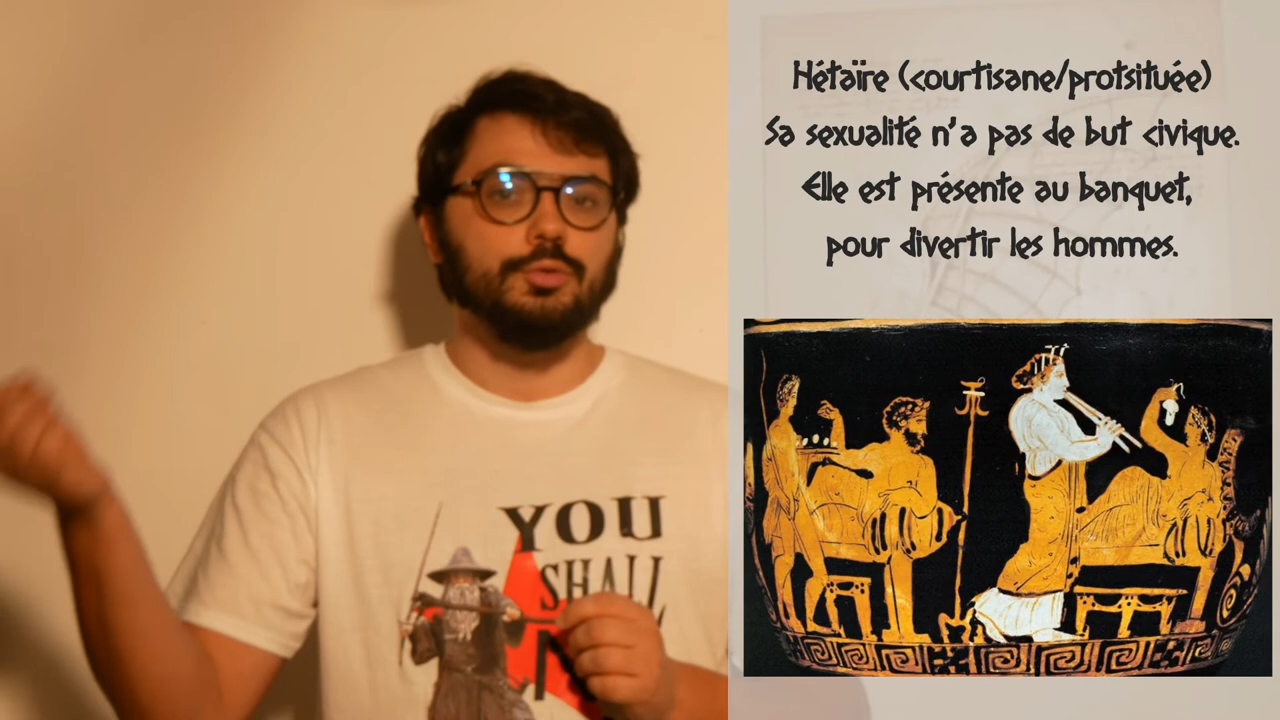 Hétaïre (courtisane/protsituée)
Sa sexualité n'a pas de but civique.
Elle est présente au banquet,
pour divertir les hommes.
YOU
SHALL